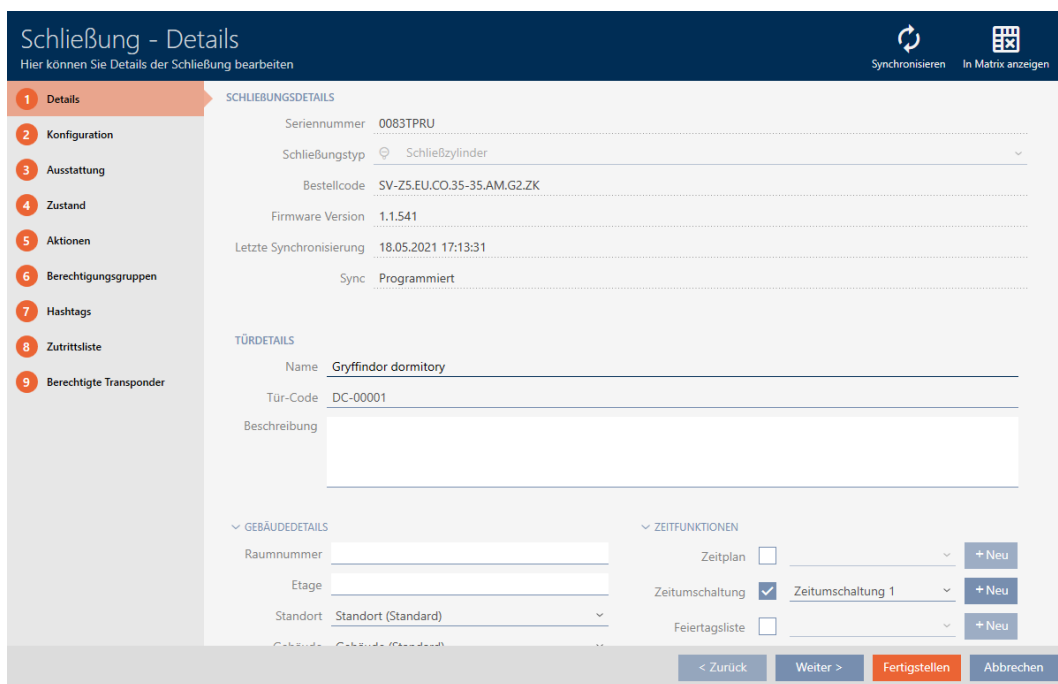 Schließung - Details
Hier können Sie Details der Schließung bearbeiten
Synchronisieren
In Matrix anzeigen
1 Details
2 Konfiguration
3 Ausstattung
4 Zustand
5 Aktionen
6 Berechtigungsgruppen
7 Hashtags
8 Zutrittsliste
9 Berechtigte Transponder
SCHLIEßUNGSDETAILS
Seriennummer 0083TPRU
Schließungstyp Schließzylinder
Bestellcode SV-Z5.EU.CO.35-35.AM.G2.ZK
Firmware Version 1.1.541
Letzte Synchronisierung 18.05.2021 17:13:31
Sync Programmiert
TÜRDETAILS
Name Gryffindor dormitory
Tür-Code DC-00001
Beschreibung
GEBÄUDEDETAILS
Raumnummer
Etage
Standort Standort (Standard)
Gebäude Gebäude (Standard)
ZEITFUNKTIONEN
Zeitplan + Neu
Zeitumschaltung Zeitumschaltung 1 + Neu
Feiertagsliste + Neu
< Zurück Weiter > Fertigstellen Abbrechen